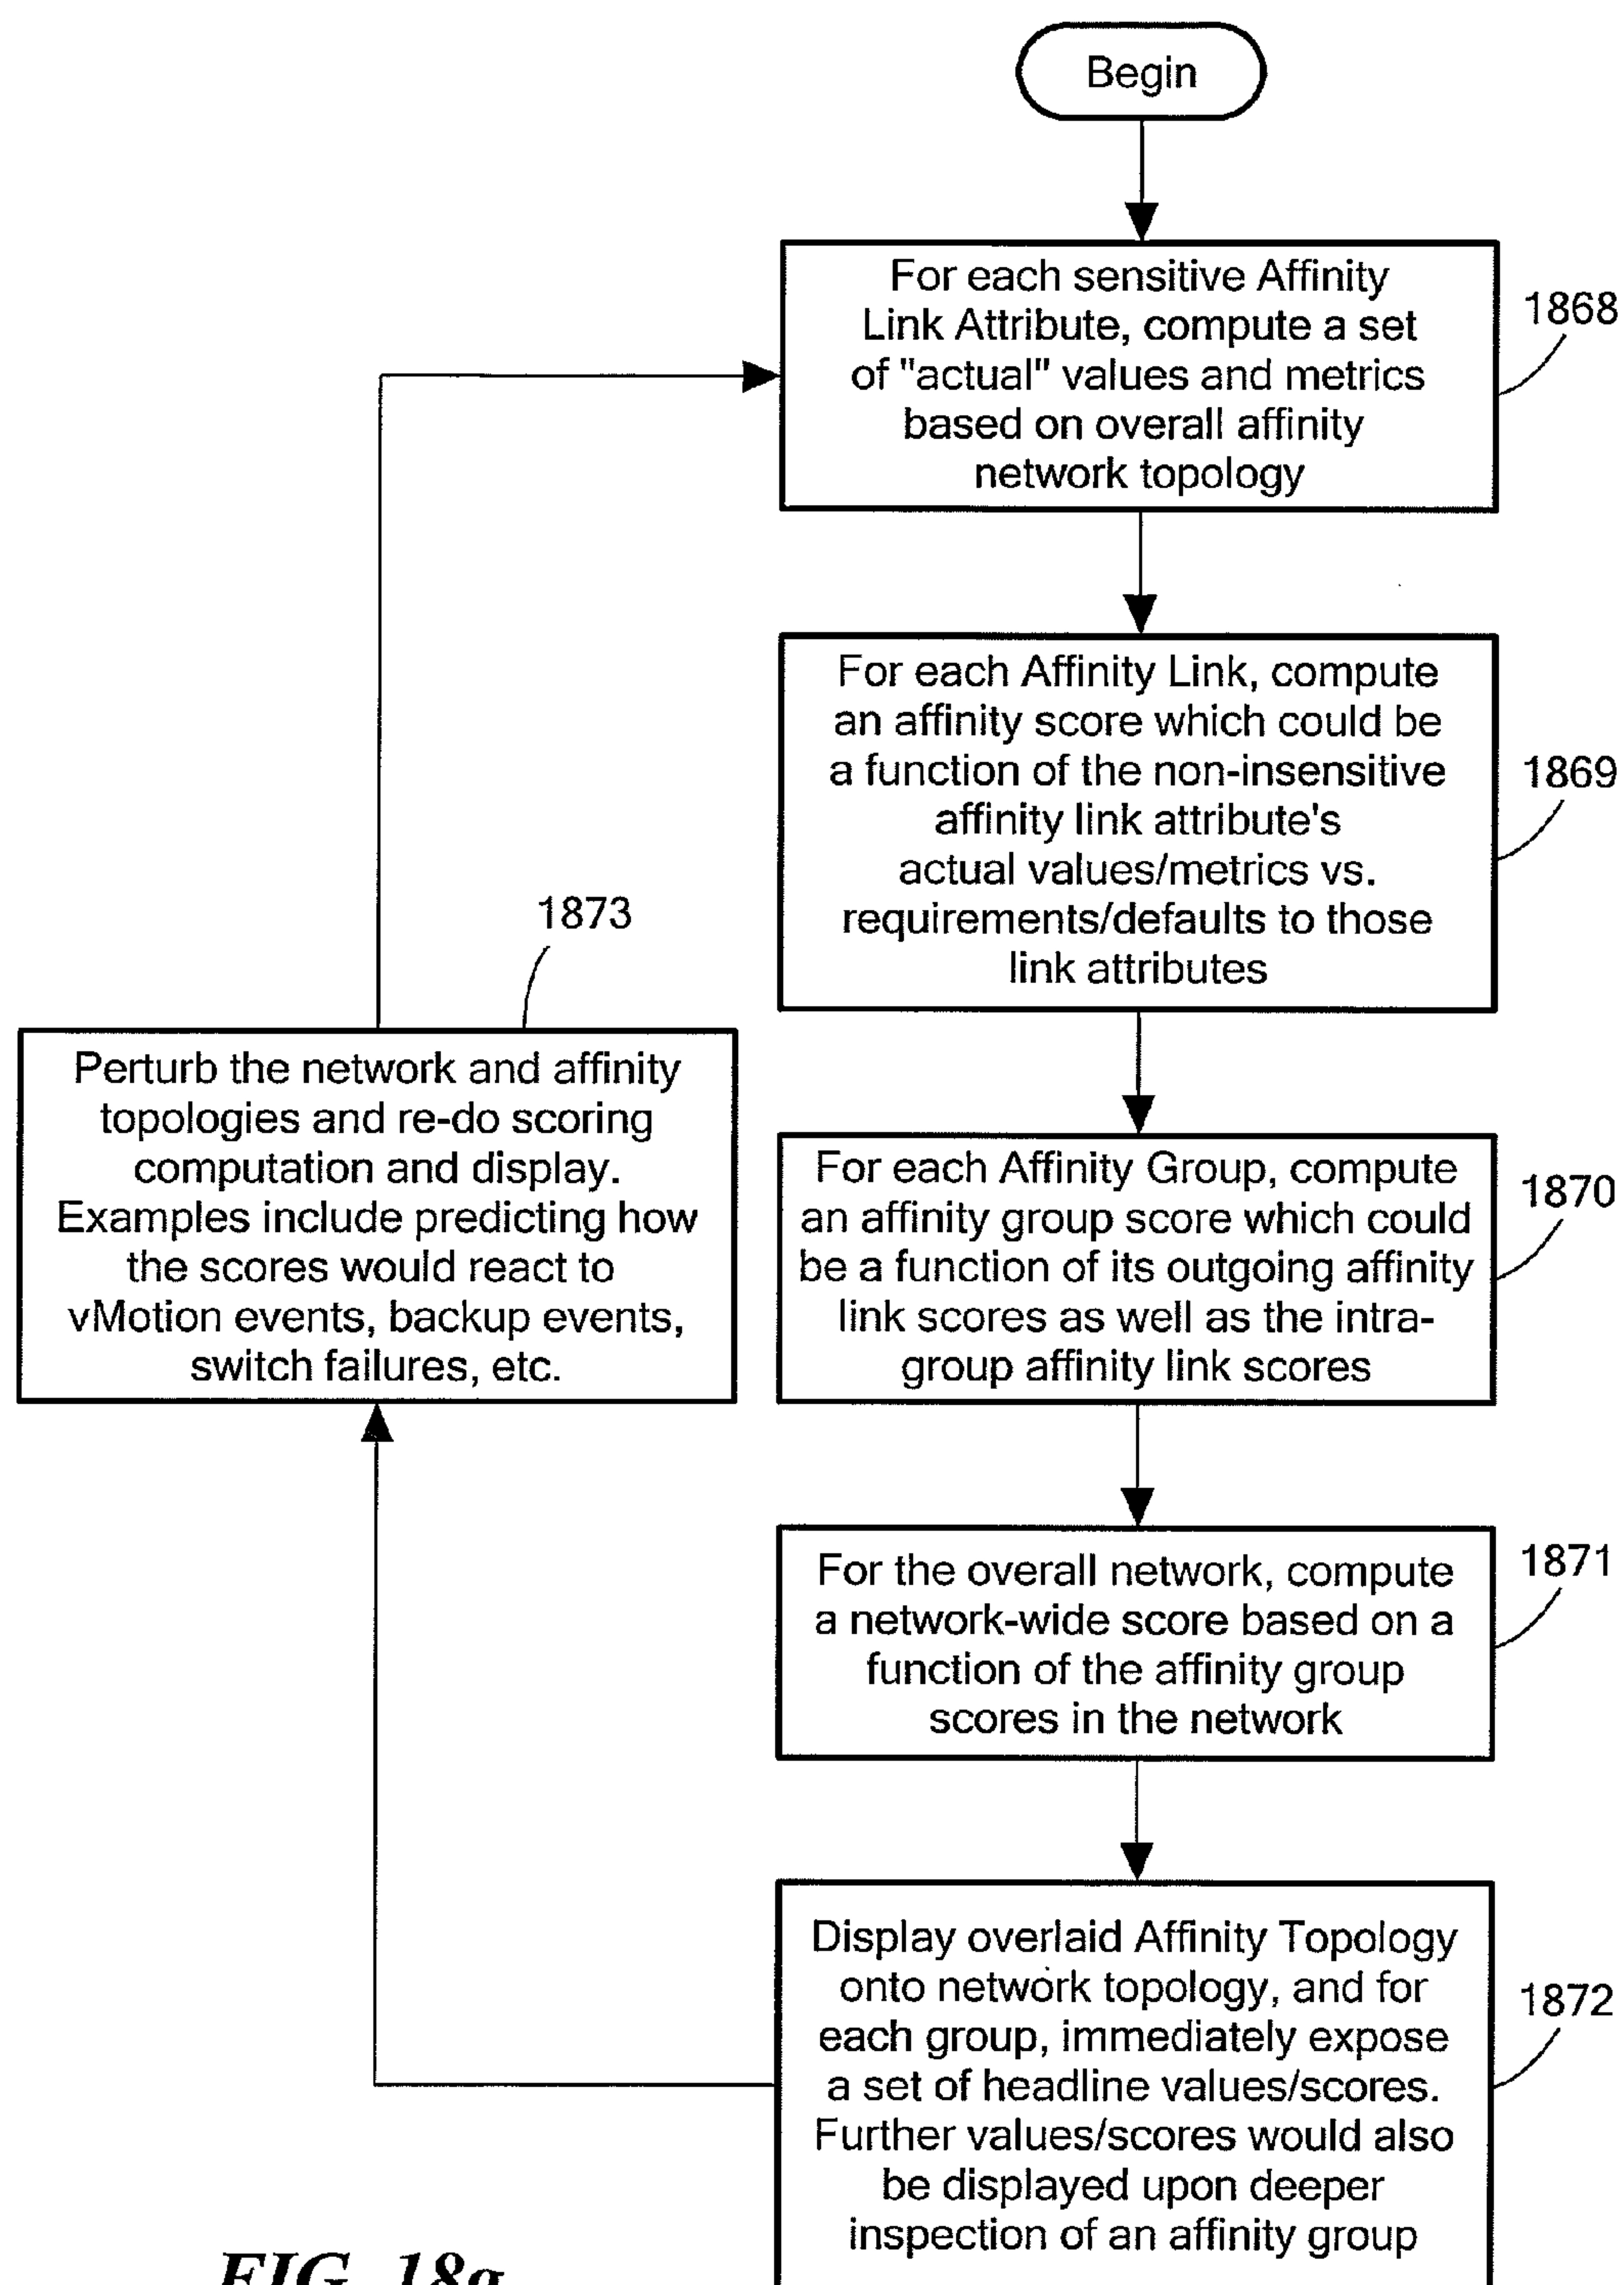 Begin
For each sensitive Affinity
Link Attribute, compute a set
of "actual" values and metrics
based on overall affinity
network topology
1868
For each Affinity Link, compute
an affinity score which could be
a function of the non-insensitive
affinity link attribute's
actual values/metrics vs.
requirements/defaults to those
link attributes
1869
1873
Perturb the network and affinity
topologies and re-do scoring
computation and display.
Examples include predicting how
the scores would react to
vMotion events, backup events,
switch failures, etc.
For each Affinity Group, compute
an affinity group score which could
be a function of its outgoing affinity
link scores as well as the intra-
group affinity link scores
1870
For the overall network, compute
a network-wide score based on a
function of the affinity group
scores in the network
1871
Display overlaid Affinity Topology
onto network topology, and for
each group, immediately expose
a set of headline values/scores.
Further values/scores would also
be displayed upon deeper
inspection of an affinity group
1872
FIG. 18g